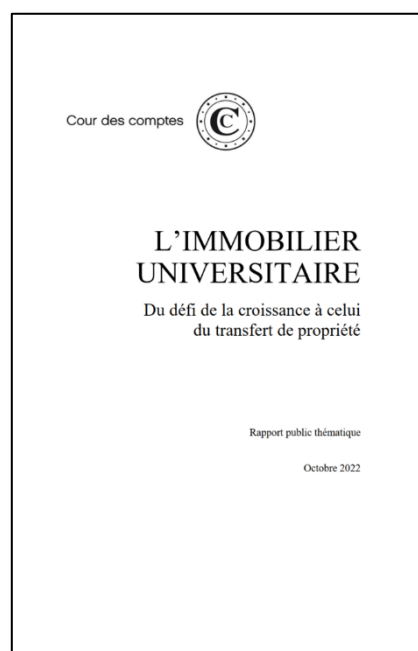 Cour des comptes
CC
L'IMMOBILIER
UNIVERSITAIRE
Du défi de la croissance à celui
du transfert de propriété
Rapport public thématique
Octobre 2022